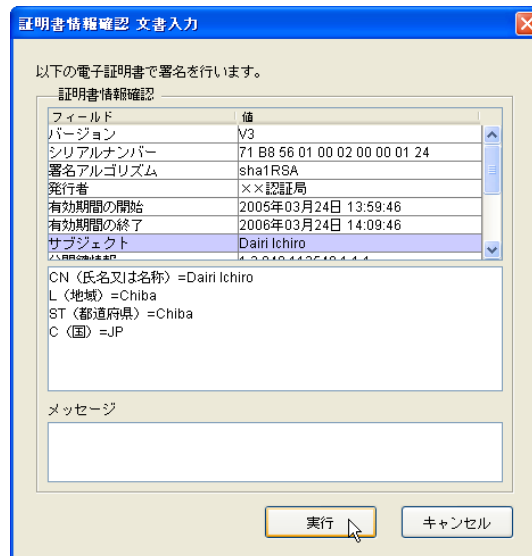 証明書情報確認 文書入力
以下の電子証明書で署名を行います。
証明書情報確認
フィールド 値
バージョン V3
シリアルナンバー 71 B8 56 01 00 02 00 00 01 24
署名アルゴリズム sha1RSA
発行者 ××認証局
有効期間の開始 2005年03月24日 13:59:46
有効期間の終了 2006年03月24日 14:09:46
サブジェクト Dairi Ichiro
CN（氏名又は名称）=Dairi Ichiro
L（地域）=Chiba
ST（都道府県）=Chiba
C（国）=JP
メッセージ
実行 キャンセル